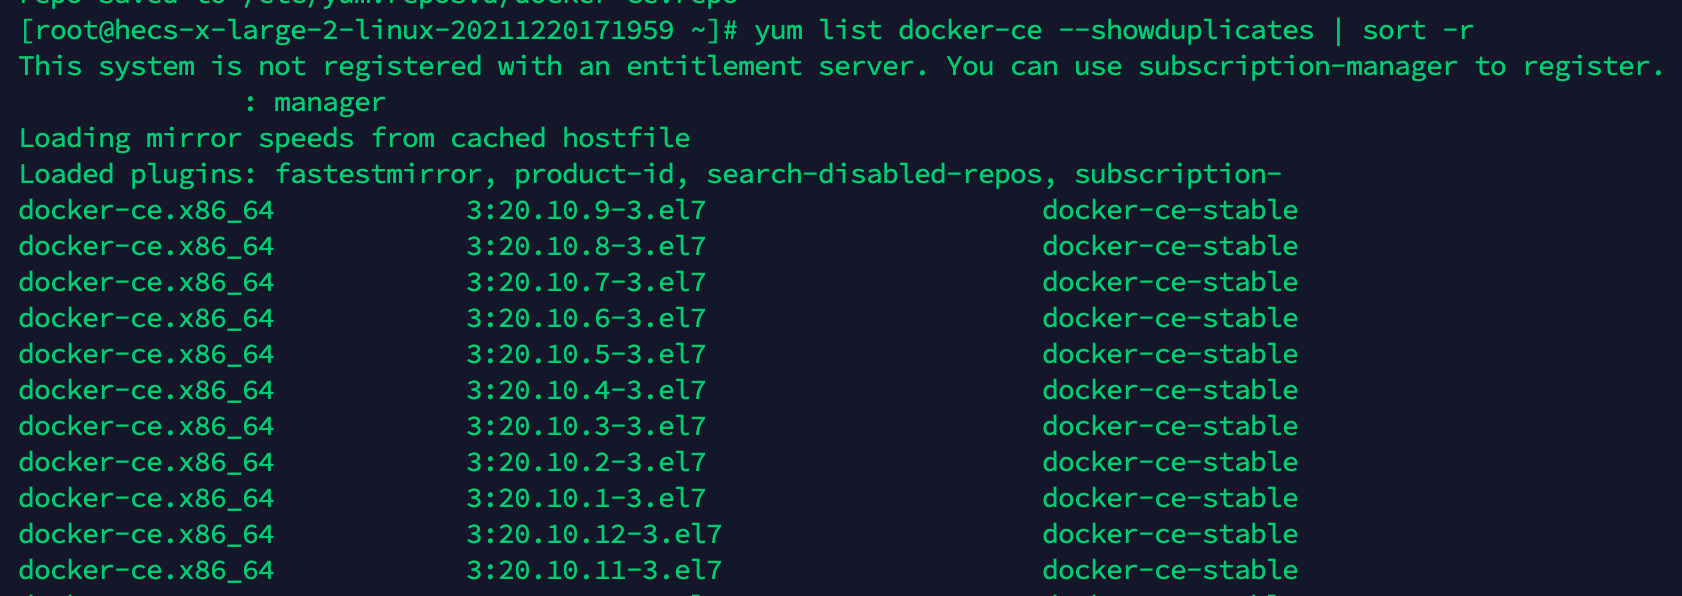 repo saved to /etc/yum.repos.d/docker-ce.repo
[root@hecs-x-large-2-linux-20211220171959 ~]# yum list docker-ce --showduplicates | sort -r
This system is not registered with an entitlement server. You can use subscription-manager to register.
: manager
Loading mirror speeds from cached hostfile
Loaded plugins: fastestmirror, product-id, search-disabled-repos, subscription-
docker-ce.x86_64 3:20.10.9-3.el7 docker-ce-stable
docker-ce.x86_64 3:20.10.8-3.el7 docker-ce-stable
docker-ce.x86_64 3:20.10.7-3.el7 docker-ce-stable
docker-ce.x86_64 3:20.10.6-3.el7 docker-ce-stable
docker-ce.x86_64 3:20.10.5-3.el7 docker-ce-stable
docker-ce.x86_64 3:20.10.4-3.el7 docker-ce-stable
docker-ce.x86_64 3:20.10.3-3.el7 docker-ce-stable
docker-ce.x86_64 3:20.10.2-3.el7 docker-ce-stable
docker-ce.x86_64 3:20.10.1-3.el7 docker-ce-stable
docker-ce.x86_64 3:20.10.12-3.el7 docker-ce-stable
docker-ce.x86_64 3:20.10.11-3.el7 docker-ce-stable